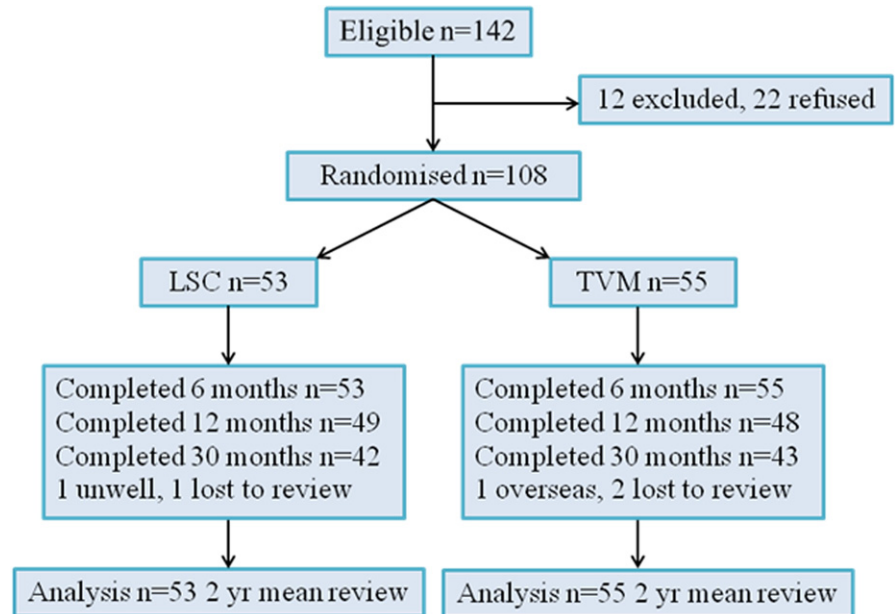 Eligible n=142
12 excluded, 22 refused
Randomised n=108
LSC n=53
TVM n=55
Completed 6 months n=53
Completed 12 months n=49
Completed 30 months n=42
1 unwell, 1 lost to review
Completed 6 months n=55
Completed 12 months n=48
Completed 30 months n=43
1 overseas, 2 lost to review
Analysis n=53 2 yr mean review
Analysis n=55 2 yr mean review